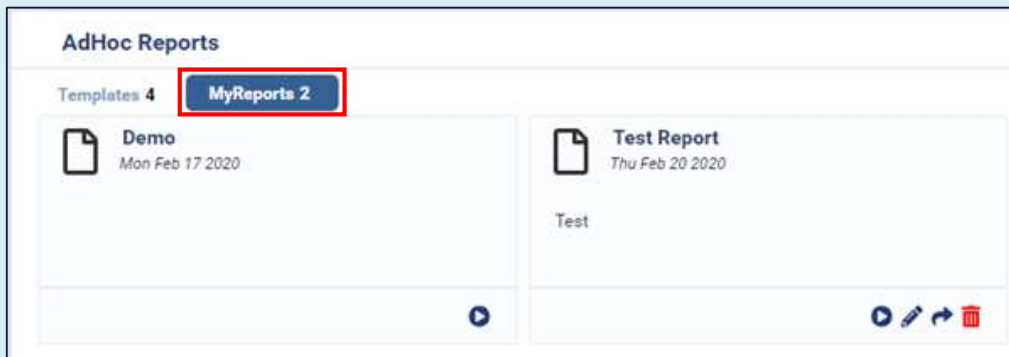 AdHoc Reports
Templates 4 MyReports 2
Demo
Mon Feb 17 2020
Test Report
Thu Feb 20 2020
Test